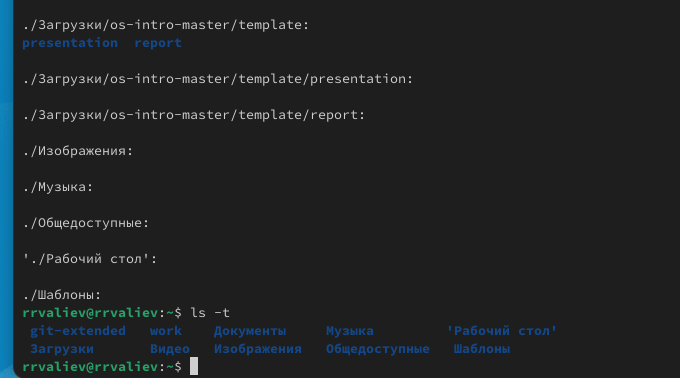 ./Загрузки/os-intro-master/template:
presentation  report
./Загрузки/os-intro-master/template/presentation:
./Загрузки/os-intro-master/template/report:
./Изображения:
./Музыка:
./Общедоступные:
'./Рабочий стол':
./Шаблоны:
rrvaliev@rrvaliev:~$ ls -t
git-extended   work    Документы     Музыка         'Рабочий стол'
Загрузки       Видео   Изображения   Общедоступные   Шаблоны
rrvaliev@rrvaliev:~$